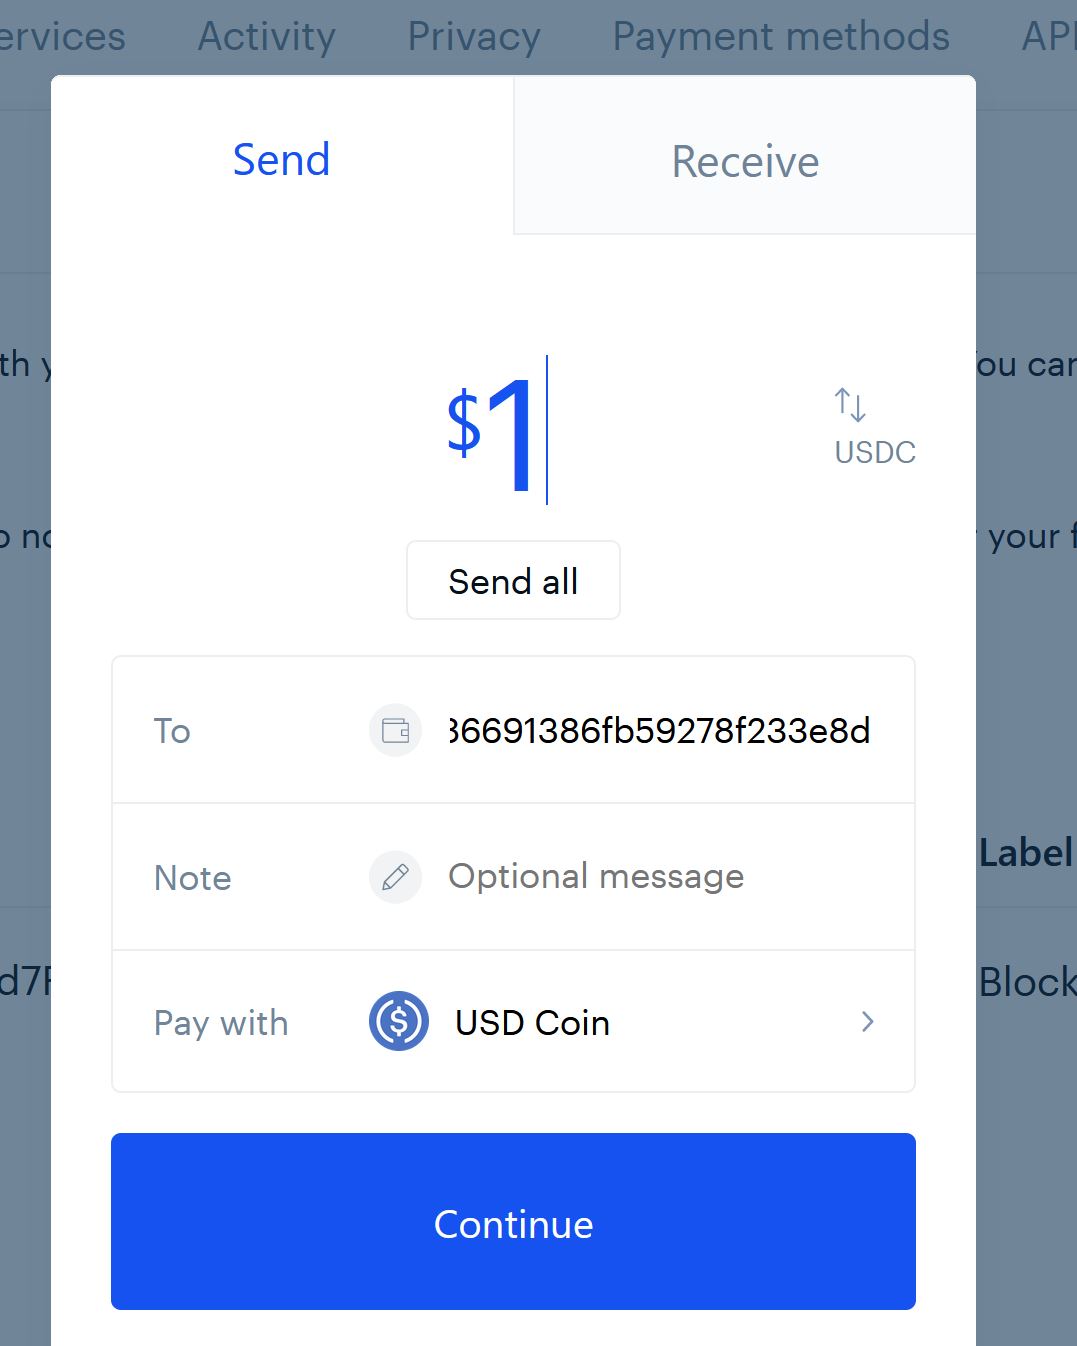 ervices Activity Privacy Payment methods API
Send Receive
th y ou can
$1
USDC
no your f
Send all
To 36691386fb59278f233e8d
Label
Note Optional message
d7F Block
Pay with USD Coin
Continue